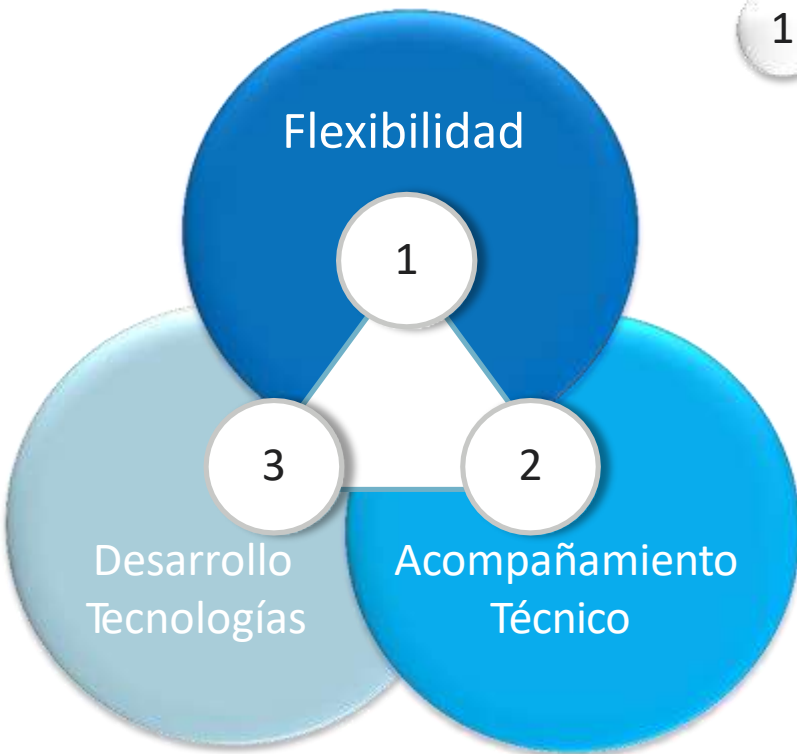 1
Flexibilidad
1
3
2
Desarrollo
Tecnologías
Acompañamiento
Técnico